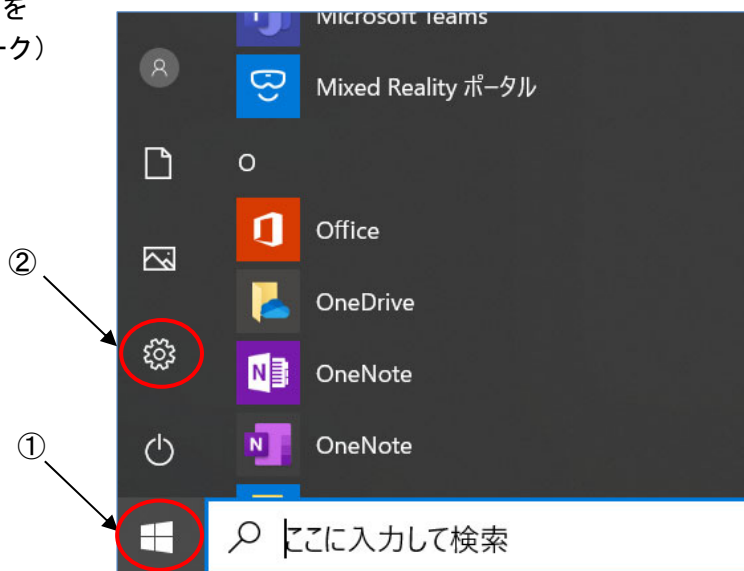 を
ーク）
Microsoft Teams
Mixed Reality ポータル
O
Office
OneDrive
②
OneNote
OneNote
①
ここに入力して検索